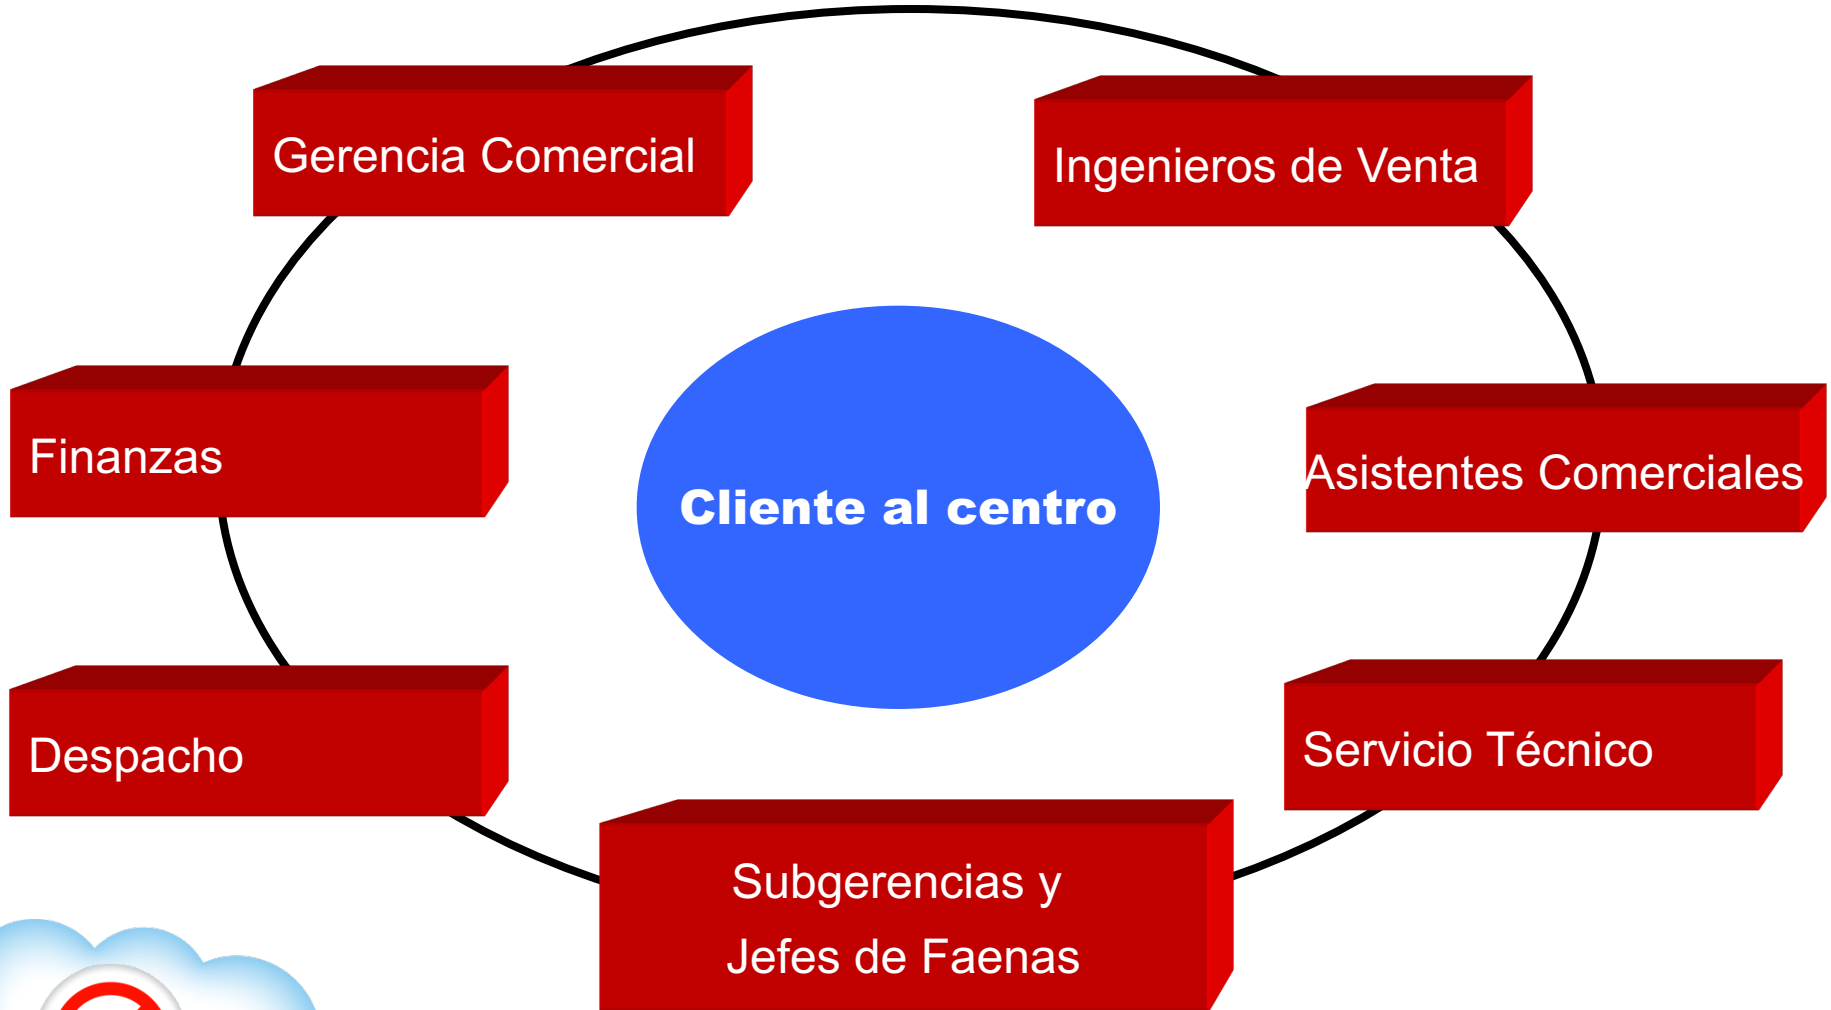 Gerencia Comercial
Ingenieros de Venta
Finanzas
Cliente al centro
Asistentes Comerciales
Despacho
Servicio Técnico
Subgerencias y
Jefes de Faenas